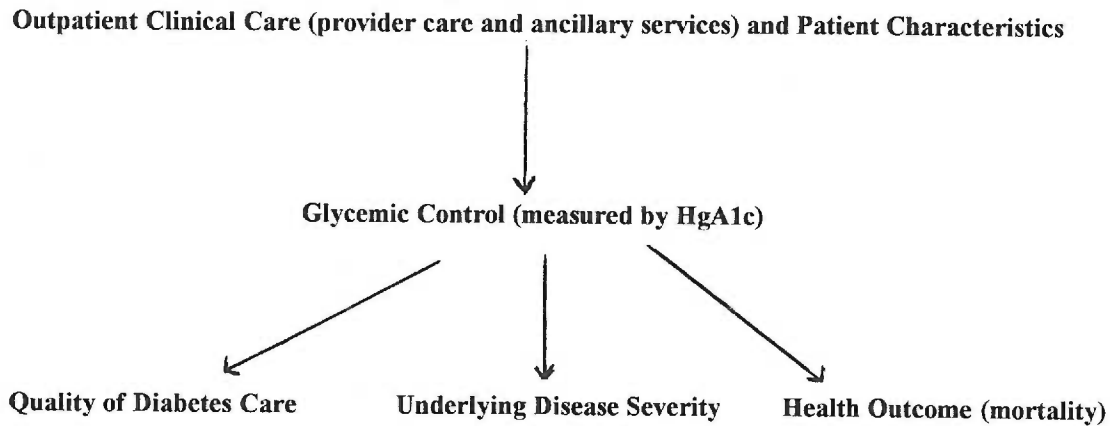 Outpatient Clinical Care (provider care and ancillary services) and Patient Characteristics
Glycemic Control (measured by HgA1c)
Quality of Diabetes Care
Underlying Disease Severity
Health Outcome (mortality)